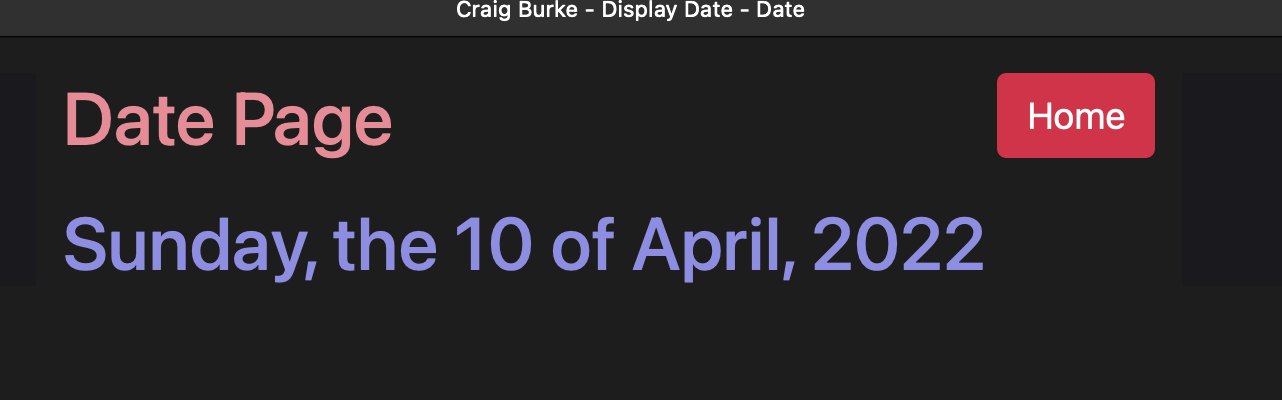 Craig Burke - Display Date - Date
Date Page
Home
Sunday, the 10 of April, 2022